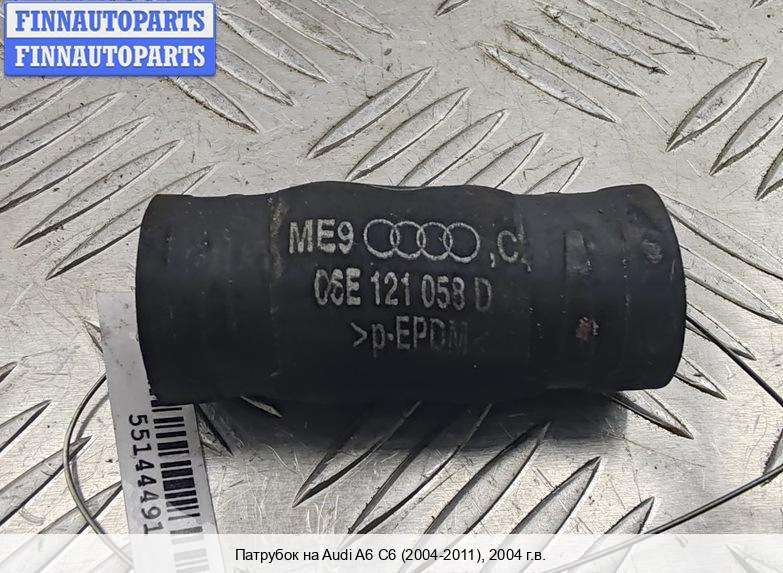 FINNAUTOPARTS
FINNAUTOPARTS
ME9 ,C,
06E 121 058 D
>p-EPDM<
55144491
Патрубок на Audi A6 C6 (2004-2011), 2004 г.в.